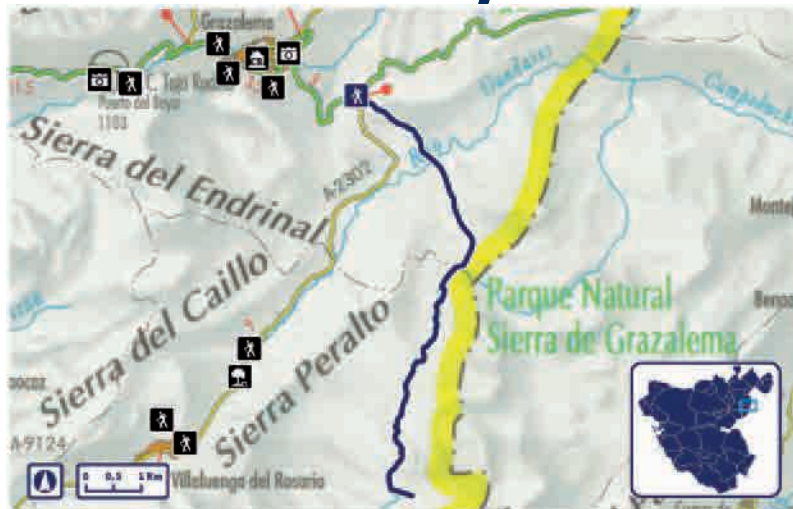 Grazalema
Puerto del Boyar
1103
Sierra del Endrinal
A-2302
Río
Sierra del Caillo
Sierra Peralto
Parque Natural
Sierra de Grazalema
A-9124
0 0,5 1 Km
Villaluenga del Rosario